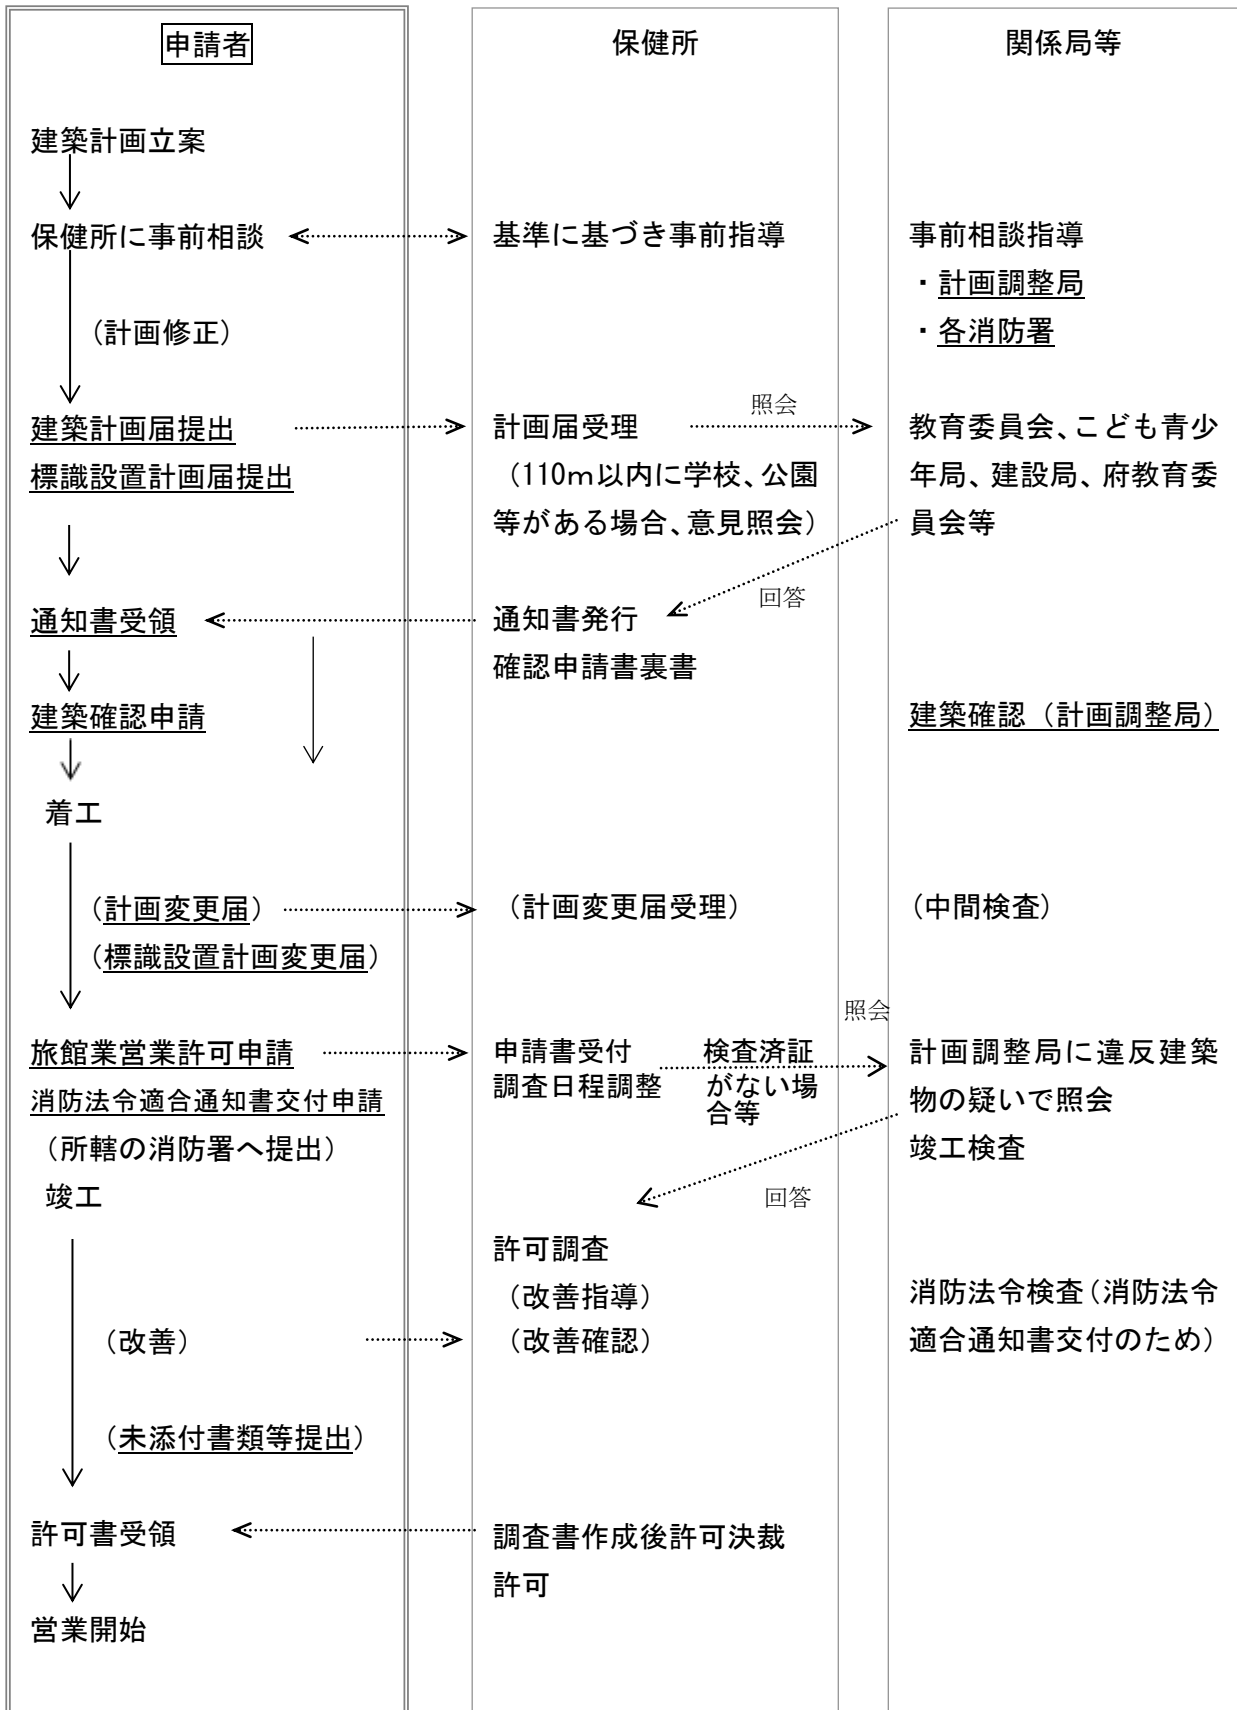 申請者
保健所
関係局等
建築計画立案
保健所に事前相談
基準に基づき事前指導
事前相談指導
・計画調整局
・各消防署
（計画修正）
建築計画届提出
標識設置計画届提出
計画届受理
（110ｍ以内に学校、公園
等がある場合、意見照会）
照会
教育委員会、こども青少
年局、建設局、府教育委
員会等
回答
通知書受領
通知書発行
確認申請書裏書
建築確認申請
建築確認（計画調整局）
着工
（計画変更届）
（標識設置計画変更届）
（計画変更届受理）
（中間検査）
照会
旅館業営業許可申請
消防法令適合通知書交付申請
（所轄の消防署へ提出）
竣工
申請書受付
調査日程調整
検査済証
がない場
合等
計画調整局に違反建築
物の疑いで照会
竣工検査
回答
許可調査
（改善指導）
（改善確認）
消防法令検査（消防法令
適合通知書交付のため）
（改善）
（未添付書類等提出）
許可書受領
調査書作成後許可決裁
許可
営業開始